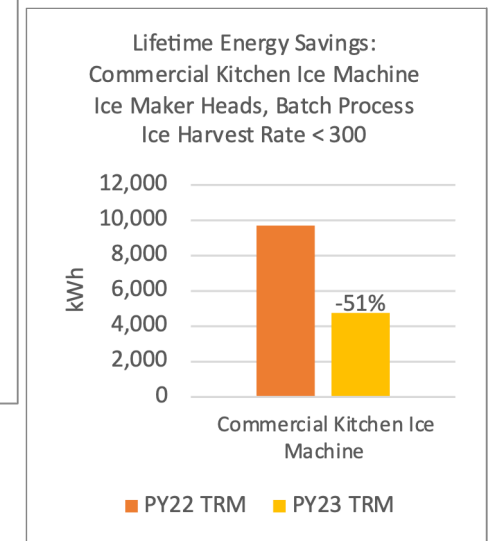 Lifetime Energy Savings:
Commercial Kitchen Ice Machine
Ice Maker Heads, Batch Process
Ice Harvest Rate < 300
12,000
10,000
8,000
6,000
4,000
2,000
0
kWh
-51%
Commercial Kitchen Ice
Machine
PY22 TRM
PY23 TRM